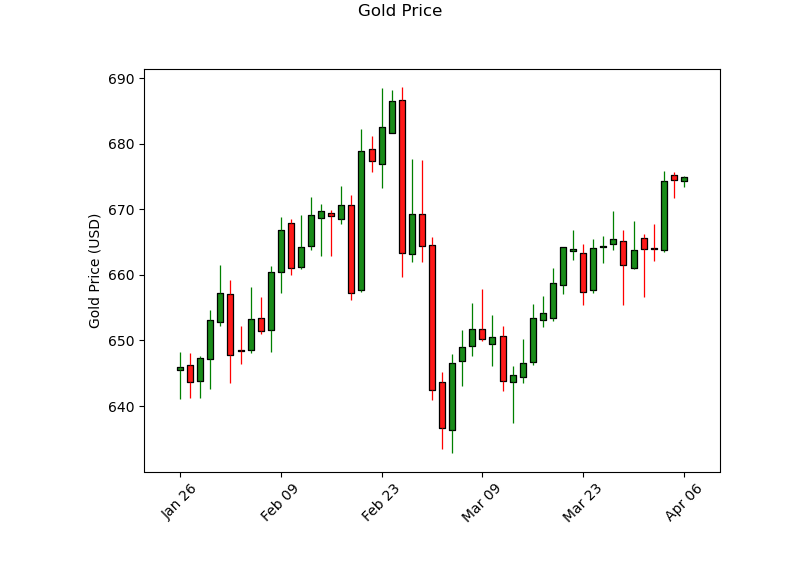 Gold Price
690
680
670
660
650
640
Gold Price (USD)
Jan 26
Feb 09
Feb 23
Mar 09
Mar 23
Apr 06